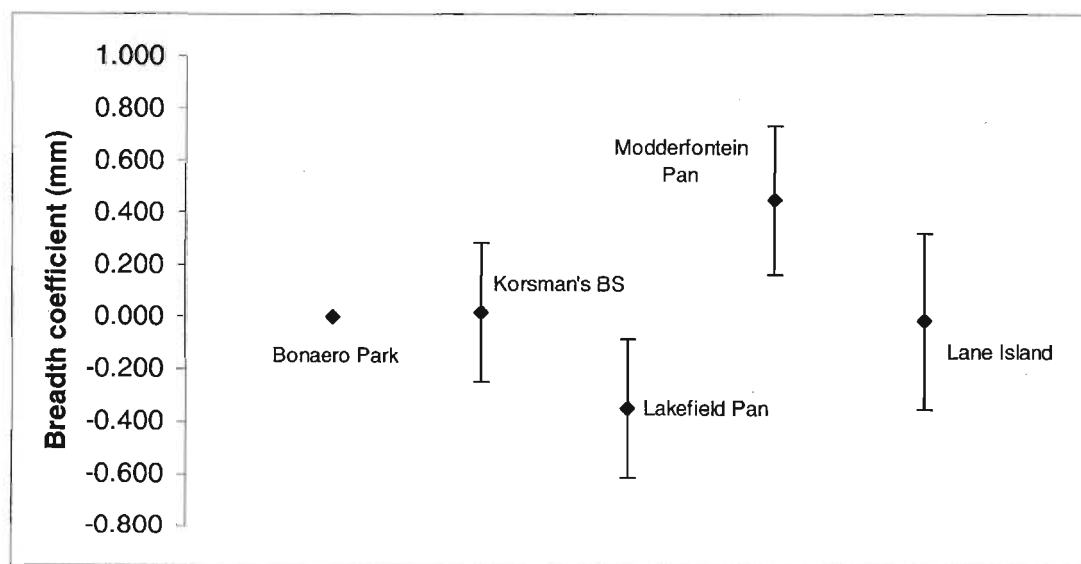 1.000
0.800
0.600
0.400
0.200
0.000
-0.200
-0.400
-0.600
-0.800
Breadth coefficient (mm)
Bonaero Park
Korsman's BS
Lakefield Pan
Modderfontein
Pan
Lane Island